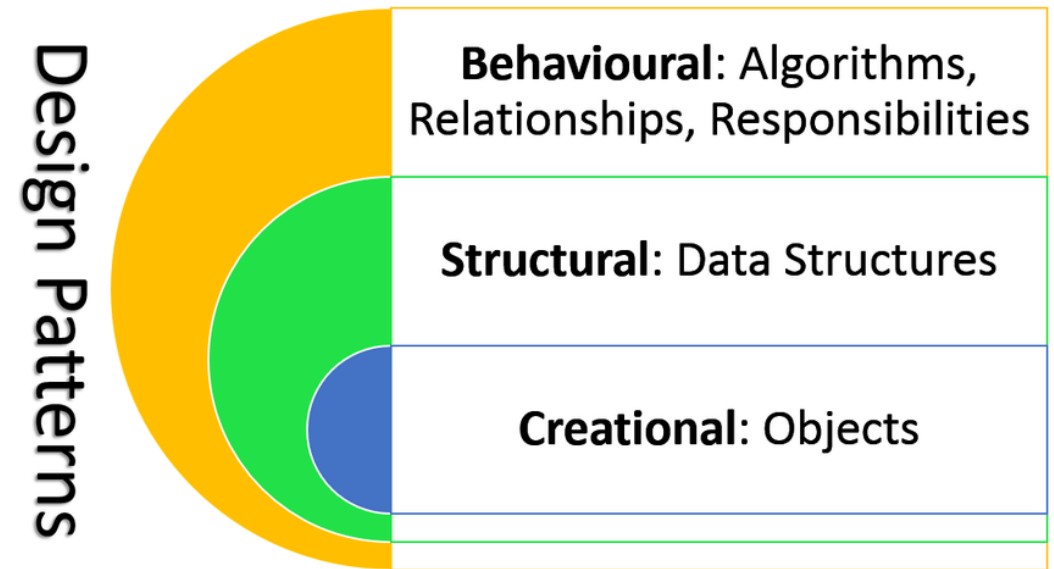 Design Patterns
Behavioural: Algorithms,
Relationships, Responsibilities
Structural: Data Structures
Creational: Objects